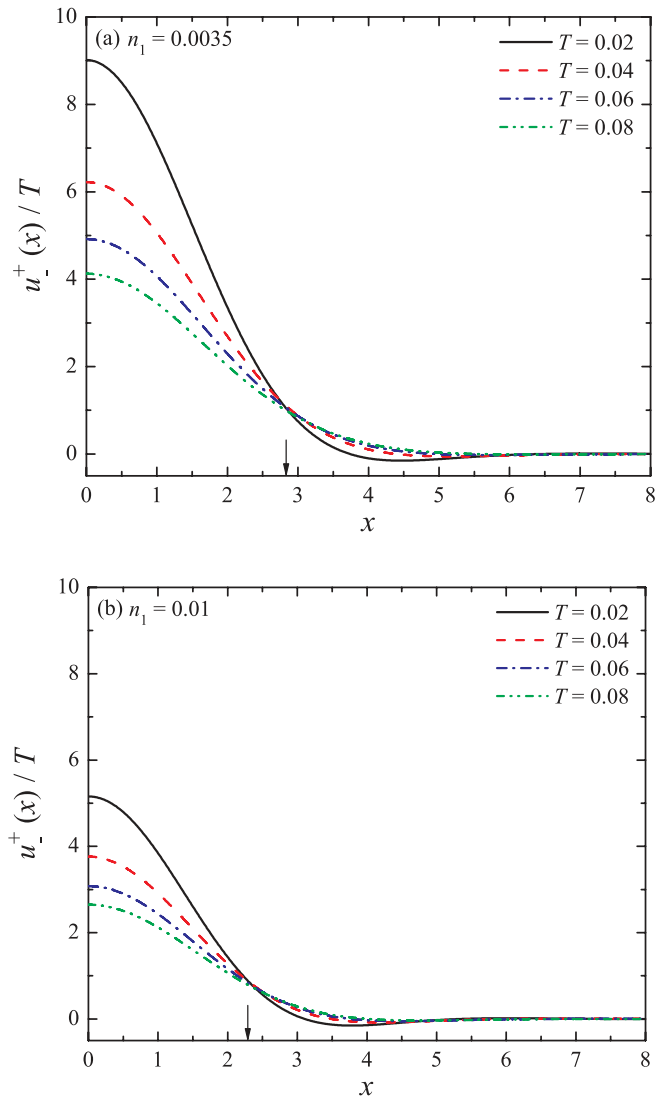 (a) n₁ = 0.0035
T = 0.02
T = 0.04
T = 0.06
T = 0.08
10
8
6
4
2
0
u₋⁺(x) / T
0 1 2 3 4 5 6 7 8
x
(b) n₁ = 0.01
T = 0.02
T = 0.04
T = 0.06
T = 0.08
10
8
6
4
2
0
u₋⁺(x) / T
0 1 2 3 4 5 6 7 8
x